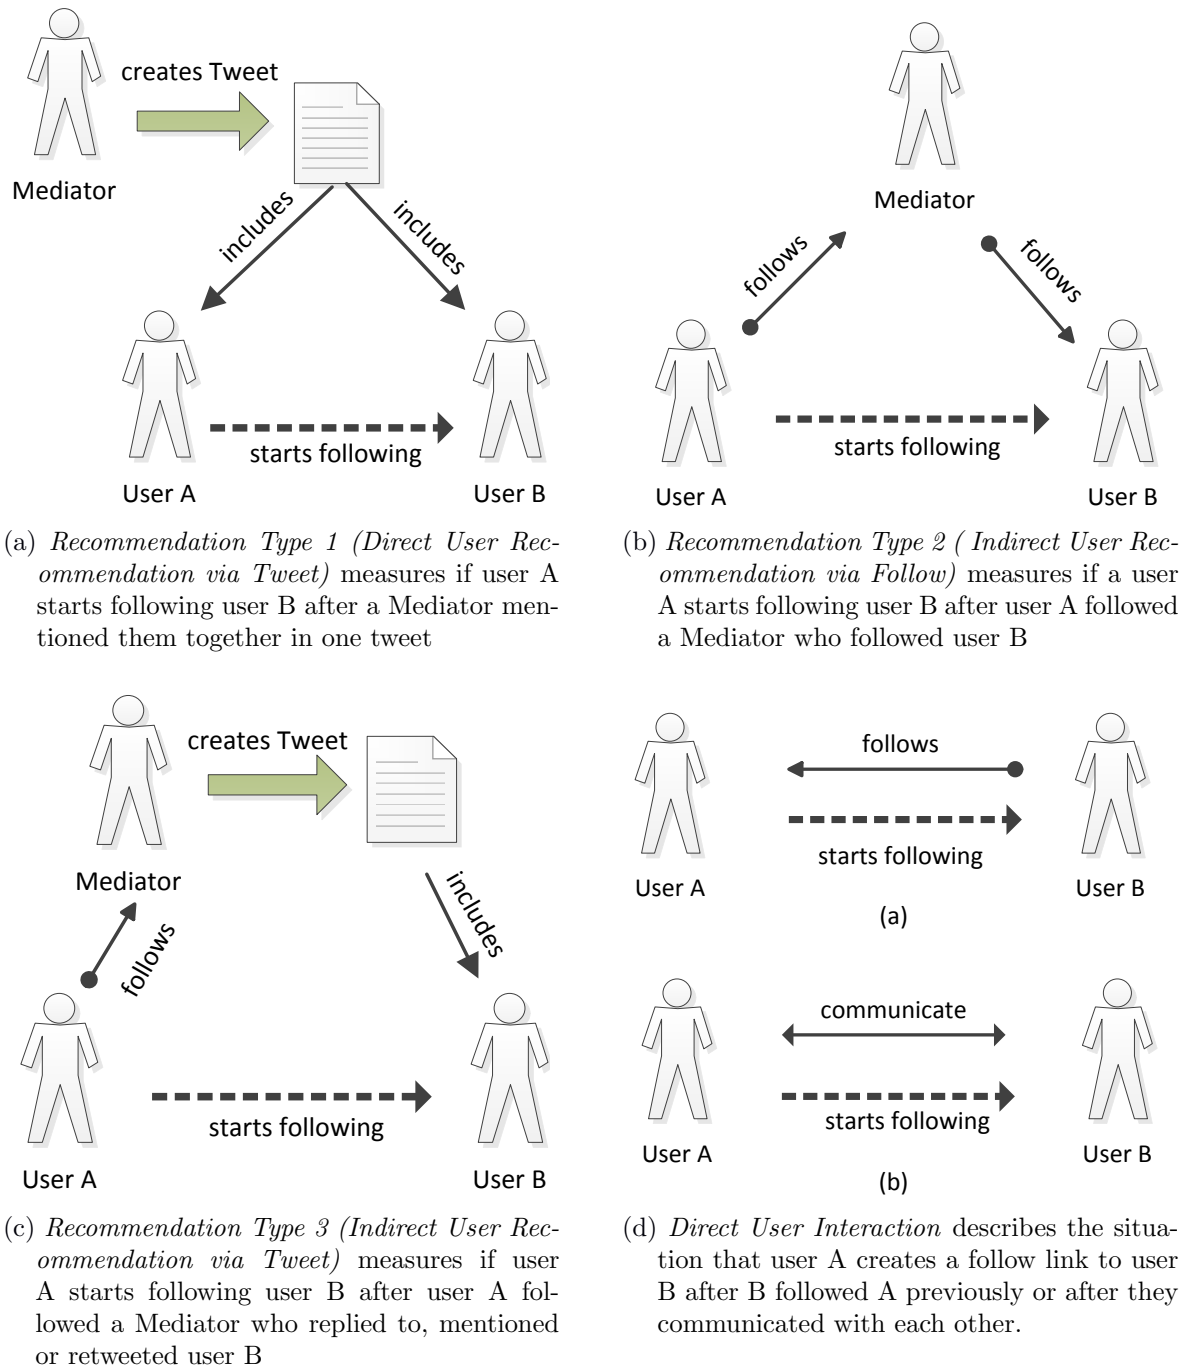 creates Tweet
Mediator
includes
includes
User A
starts following
User B
(a) Recommendation Type 1 (Direct User Rec-
ommendation via Tweet) measures if user A
starts following user B after a Mediator men-
tioned them together in one tweet
Mediator
follows
follows
User A
starts following
User B
(b) Recommendation Type 2 ( Indirect User Rec-
ommendation via Follow) measures if a user
A starts following user B after user A followed
a Mediator who followed user B
creates Tweet
Mediator
follows
includes
User A
starts following
User B
(c) Recommendation Type 3 (Indirect User Rec-
ommendation via Tweet) measures if user
A starts following user B after user A fol-
lowed a Mediator who replied to, mentioned
or retweeted user B
follows
starts following
User A
User B
(a)
communicate
starts following
User A
User B
(b)
(d) Direct User Interaction describes the situa-
tion that user A creates a follow link to user
B after B followed A previously or after they
communicated with each other.